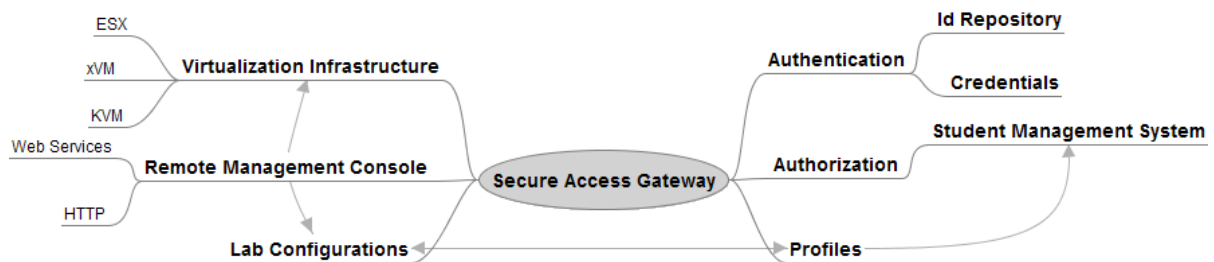 ESX
xVM
KVM
Virtualization Infrastructure
Web Services
HTTP
Remote Management Console
Lab Configurations
Secure Access Gateway
Id Repository
Authentication
Credentials
Student Management System
Authorization
Profiles